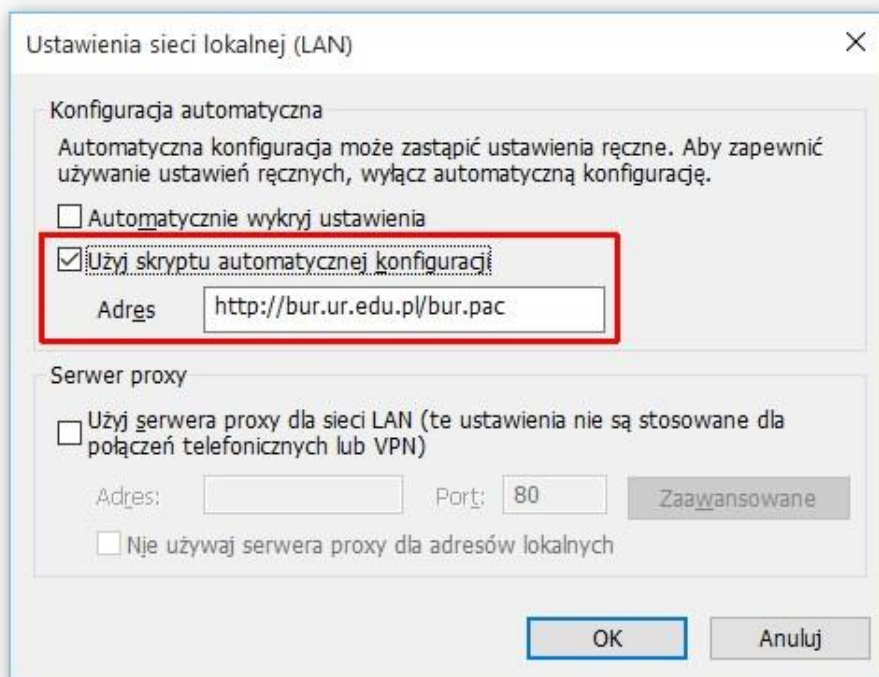 Ustawienia sieci lokalnej (LAN)
Konfiguracja automatyczna
Automatyczna konfiguracja może zastąpić ustawienia ręczne. Aby zapewnić
używanie ustawień ręcznych, wyłącz automatyczną konfigurację.
Automatycznie wykryj ustawienia
Użyj skryptu automatycznej konfiguracji
Adres http://bur.ur.edu.pl/bur.pac
Serwer proxy
Użyj serwera proxy dla sieci LAN (te ustawienia nie są stosowane dla
połączeń telefonicznych lub VPN)
Adres: Port: 80 Zaawansowane
Nie używaj serwera proxy dla adresów lokalnych
OK Anuluj